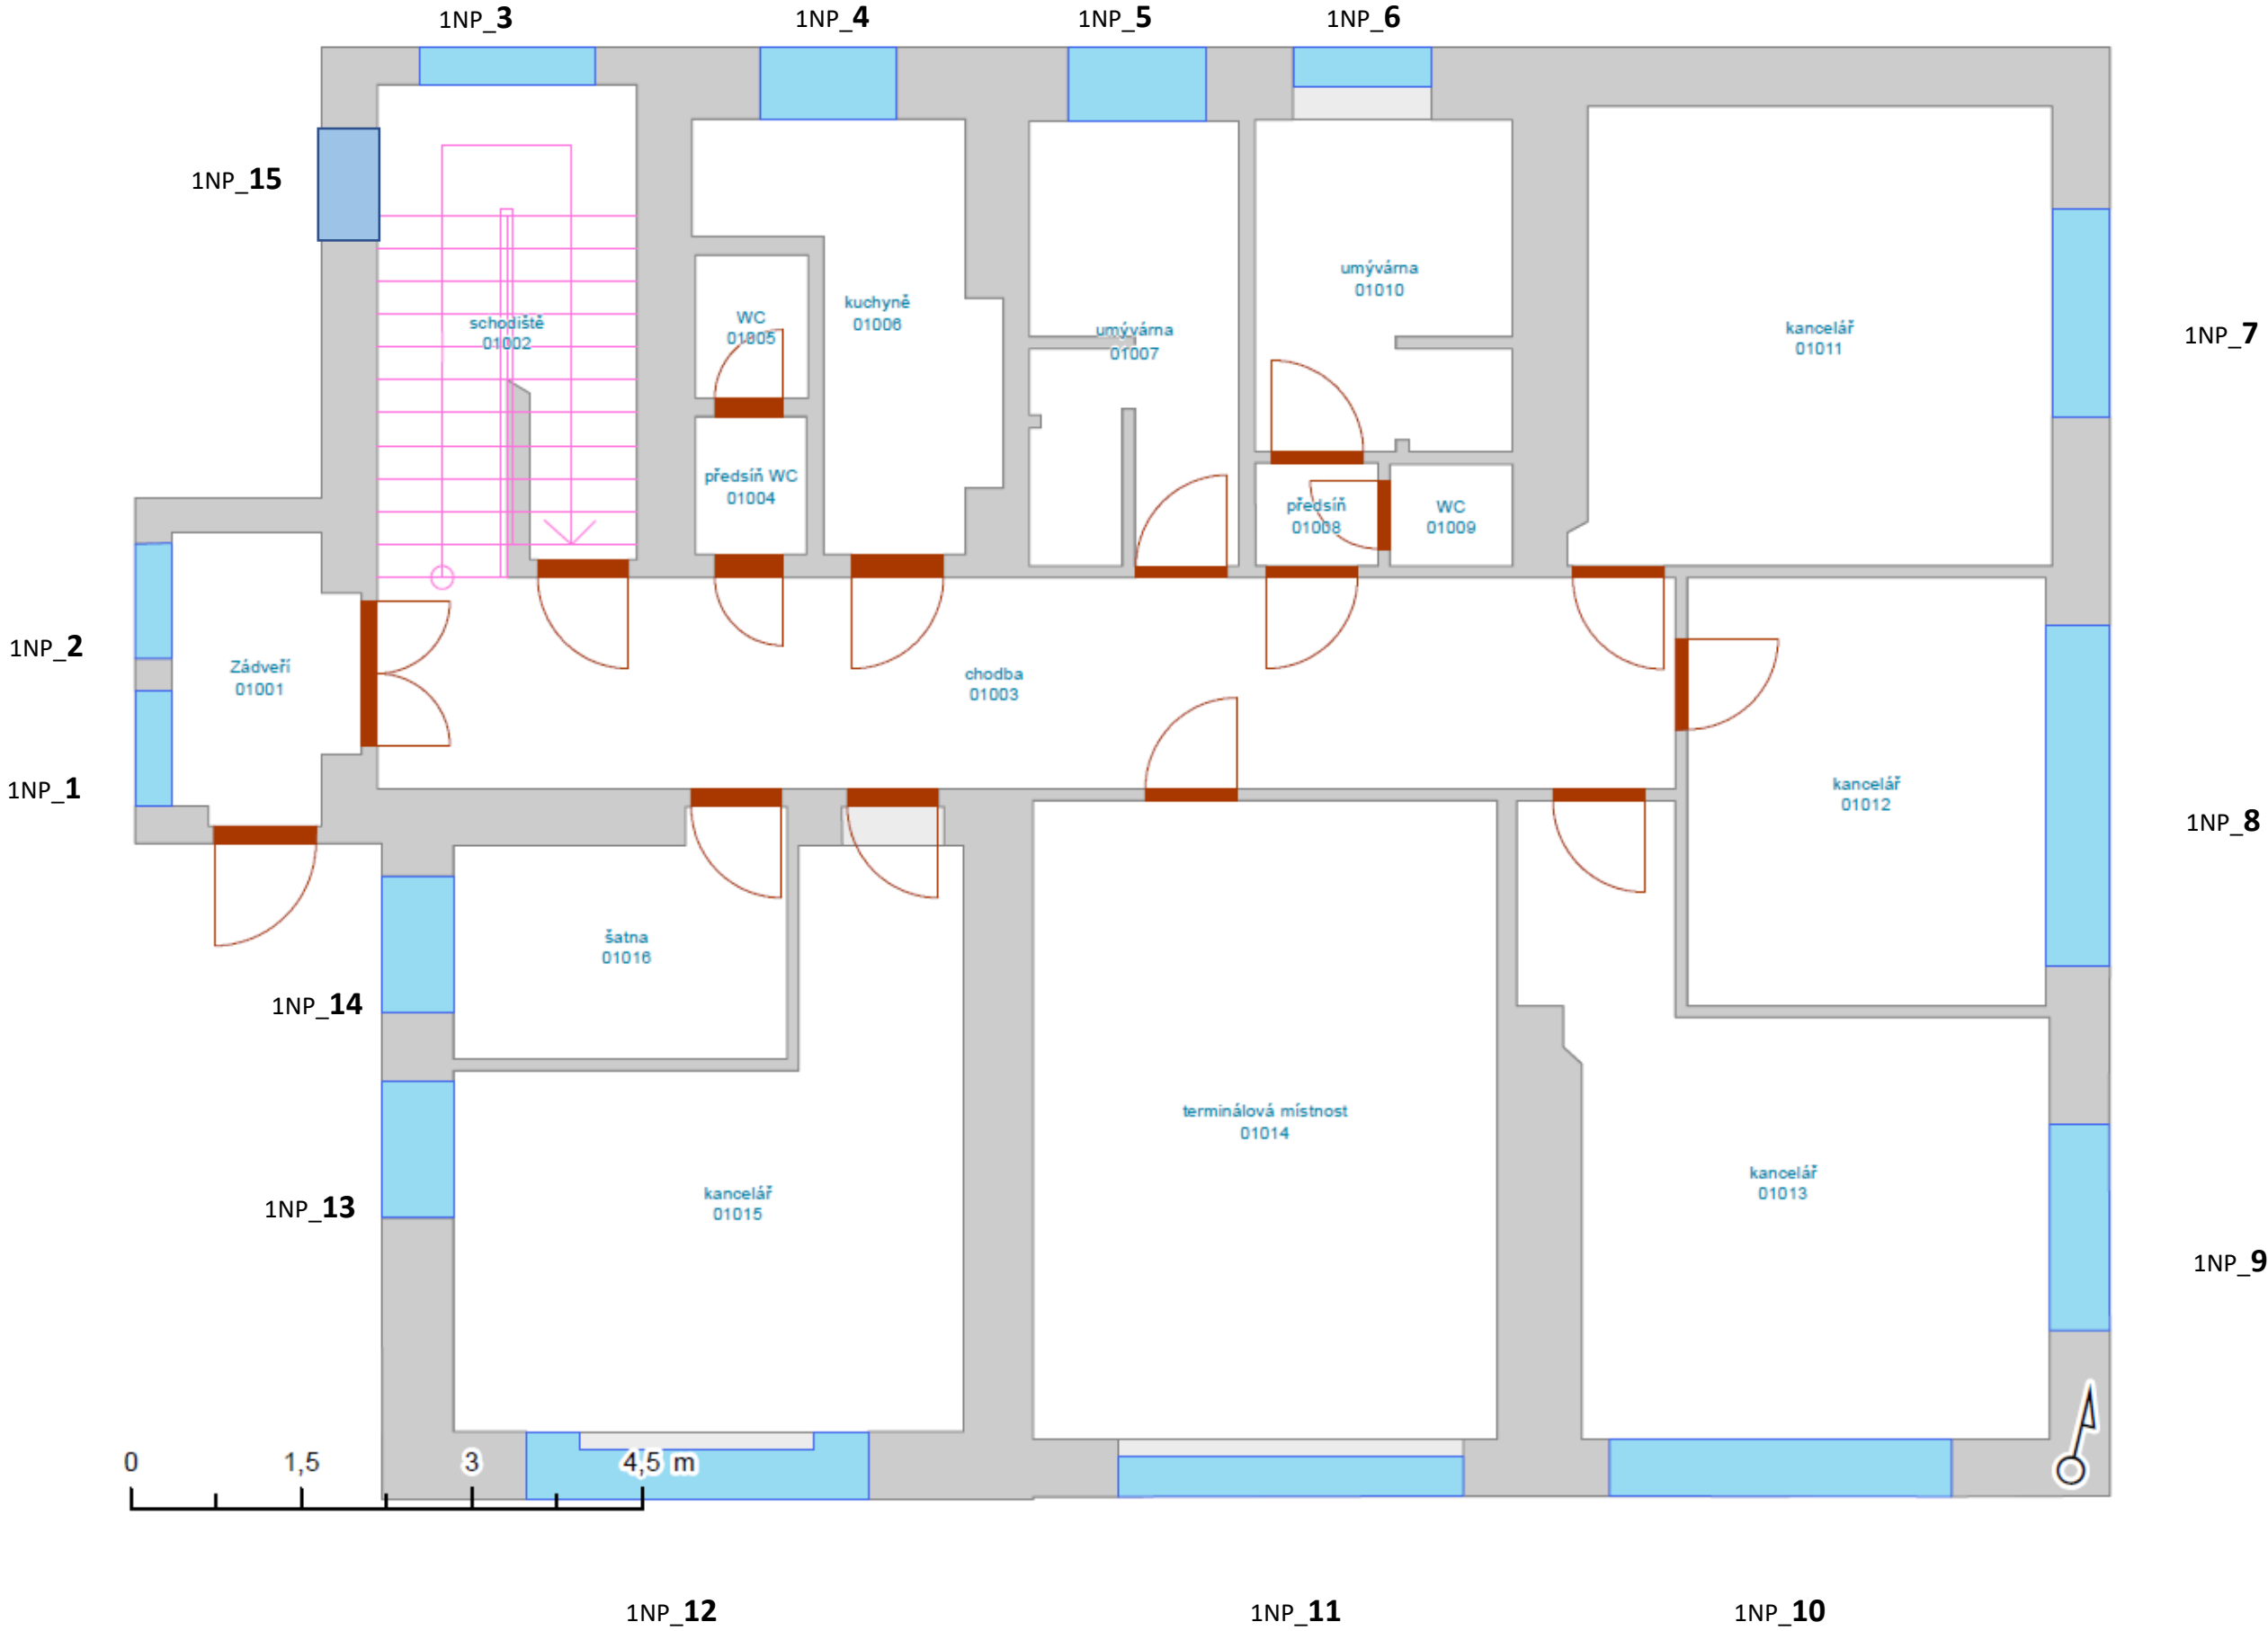 1NP_3
1NP_4
1NP_5
1NP_6
1NP_15
umývárna
01010
kuchyně
01006
WC
01005
schodiště
01002
umývárna
01007
kancelář
01011
1NP_7
předsíň WC
01004
předsíň
01008
WC
01009
1NP_2
Zádveří
01001
chodba
01003
1NP_1
kancelář
01012
1NP_8
šatna
01016
1NP_14
terminálová místnost
01014
kancelář
01013
kancelář
01015
1NP_13
1NP_9
0 1,5 3 4,5 m
1NP_12
1NP_11
1NP_10